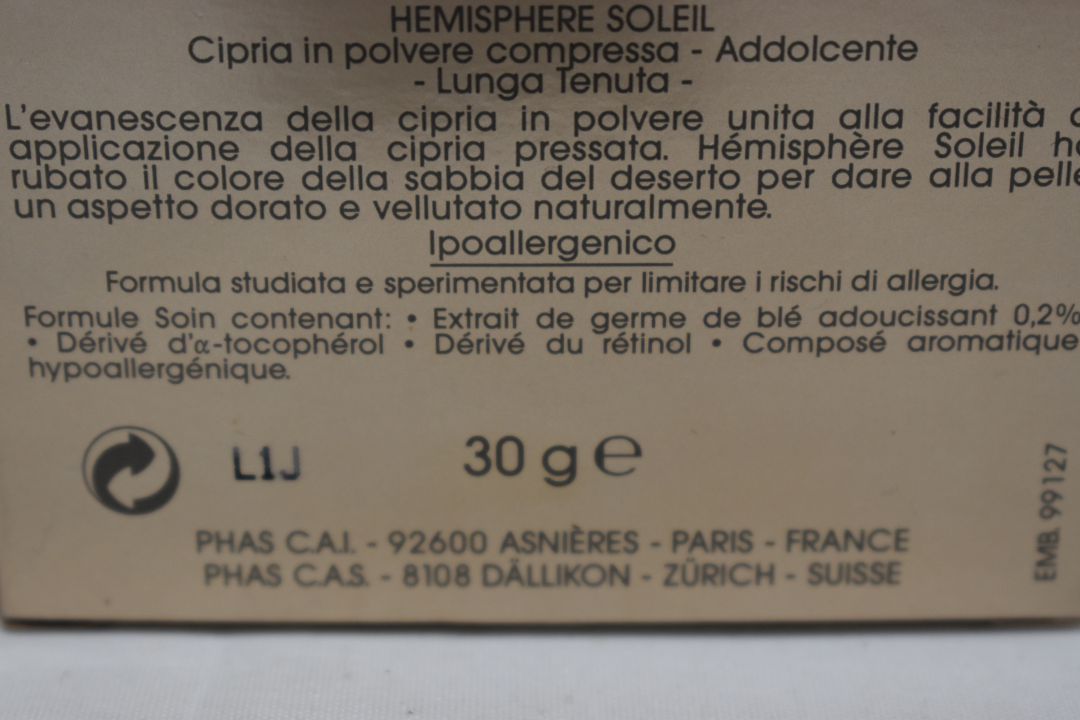 HEMISPHERE SOLEIL
Cipria in polvere compressa - Addolcente
- Lunga Tenuta -
L'evanescenza della cipria in polvere unita alla facilità
applicazione della cipria pressata. Hémisphère Soleil
rubato il colore della sabbia del deserto per dare alla pelle
un aspetto dorato e vellutato naturalmente.
Ipoallergenico
Formula studiata e sperimentata per limitare i rischi di allergia.
Formule Soin contenant: • Extrait de germe de blé adoucissant 0,2%
• Dérivé d'α-tocophérol • Dérivé du rétinol • Composé aromatique
hypoallergénique.
L1J
30 g ℮
EMB. 99127
PHAS C.A.I. - 92600 ASNIÈRES - PARIS - FRANCE
PHAS C.A.S. - 8108 DÄLLIKON - ZÜRICH - SUISSE